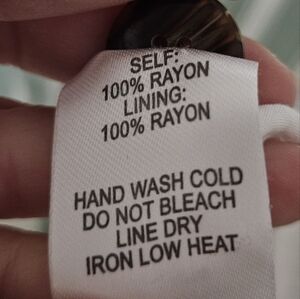 SELF:
100% RAYON
LINING:
100% RAYON
HAND WASH COLD
DO NOT BLEACH
LINE DRY
IRON LOW HEAT